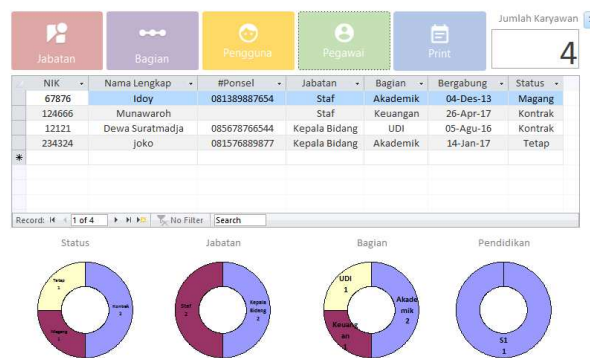 Jabatan Bagian Pengguna Pegawai Print
Jumlah Karyawan
4
NIK Nama Lengkap #Ponsel Jabatan Bagian Bergabung Status
67876 Idoy 081389887654 Staf Akademik 04-Des-13 Magang
124666 Munawaroh Staf Keuangan 26-Apr-17 Kontrak
12121 Dewa Suratmadja 085678766544 Kepala Bidang UDI 05-Agu-16 Kontrak
234324 joko 081576889877 Kepala Bidang Akademik 14-Jan-17 Tetap
Record: 1 of 4 No Filter Search
Status Jabatan Bagian Pendidikan
Tetap
1
Kontrak
2
Magang
1
Staf
2
Kepala
Bidang
2
UDI
1
Akade
mik
2
Keuang
an
1
S1
1